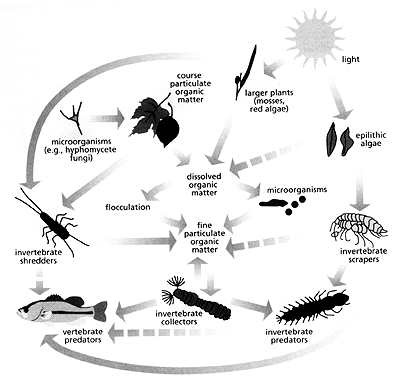 light
course
particulate
organic
matter
larger plants
(mosses,
red algae)
microorganisms
(e.g., hyphomycete
fungi)
epilithic
algae
dissolved
organic
matter
microorganisms
flocculation
fine
particulate
organic
matter
invertebrate
shredders
invertebrate
scrapers
vertebrate
predators
invertebrate
collectors
invertebrate
predators